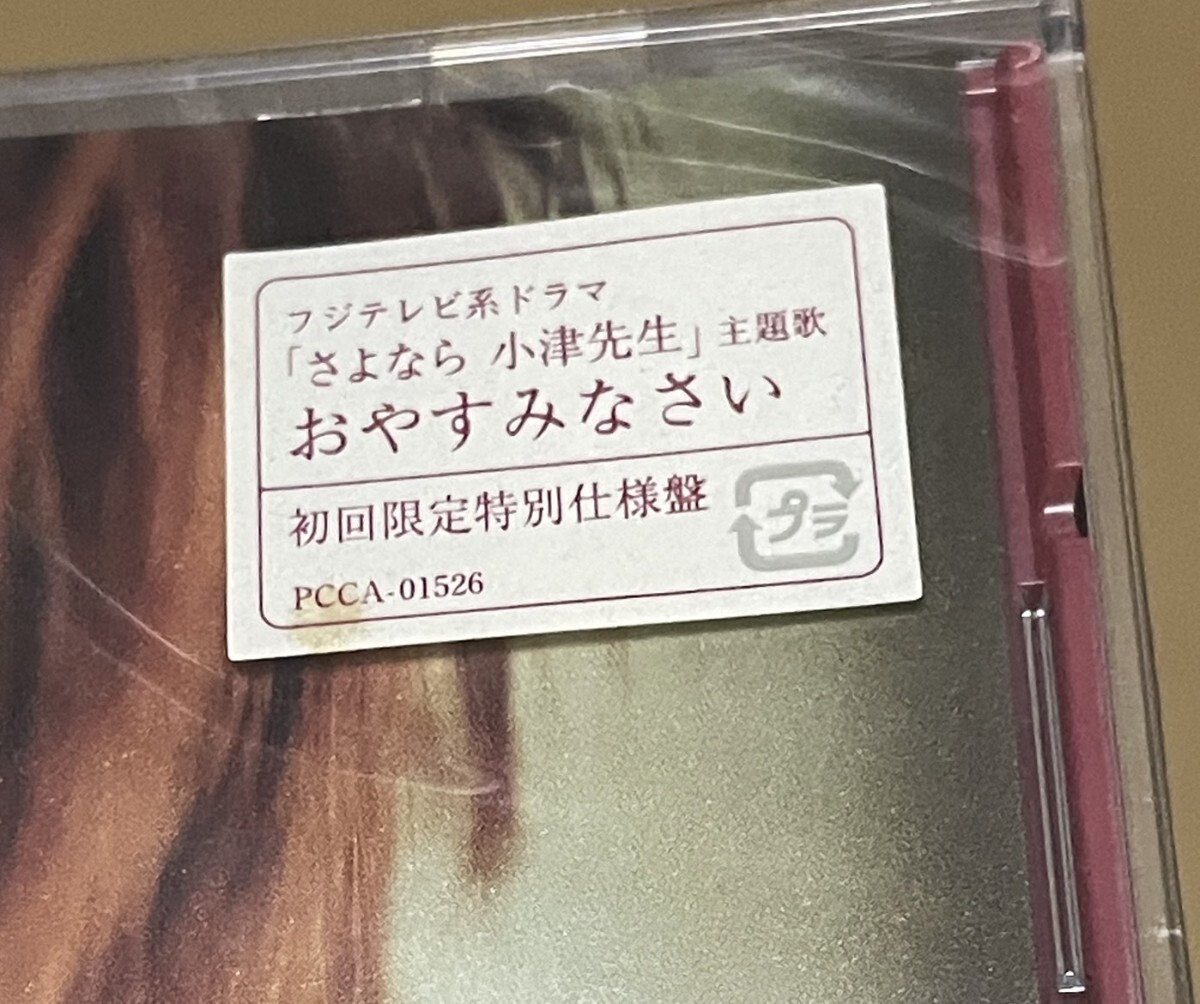 フジテレビ系ドラマ
「さよなら 小津先生」主題歌
おやすみなさい
初回限定特別仕様盤
プラ
PCCA-01526